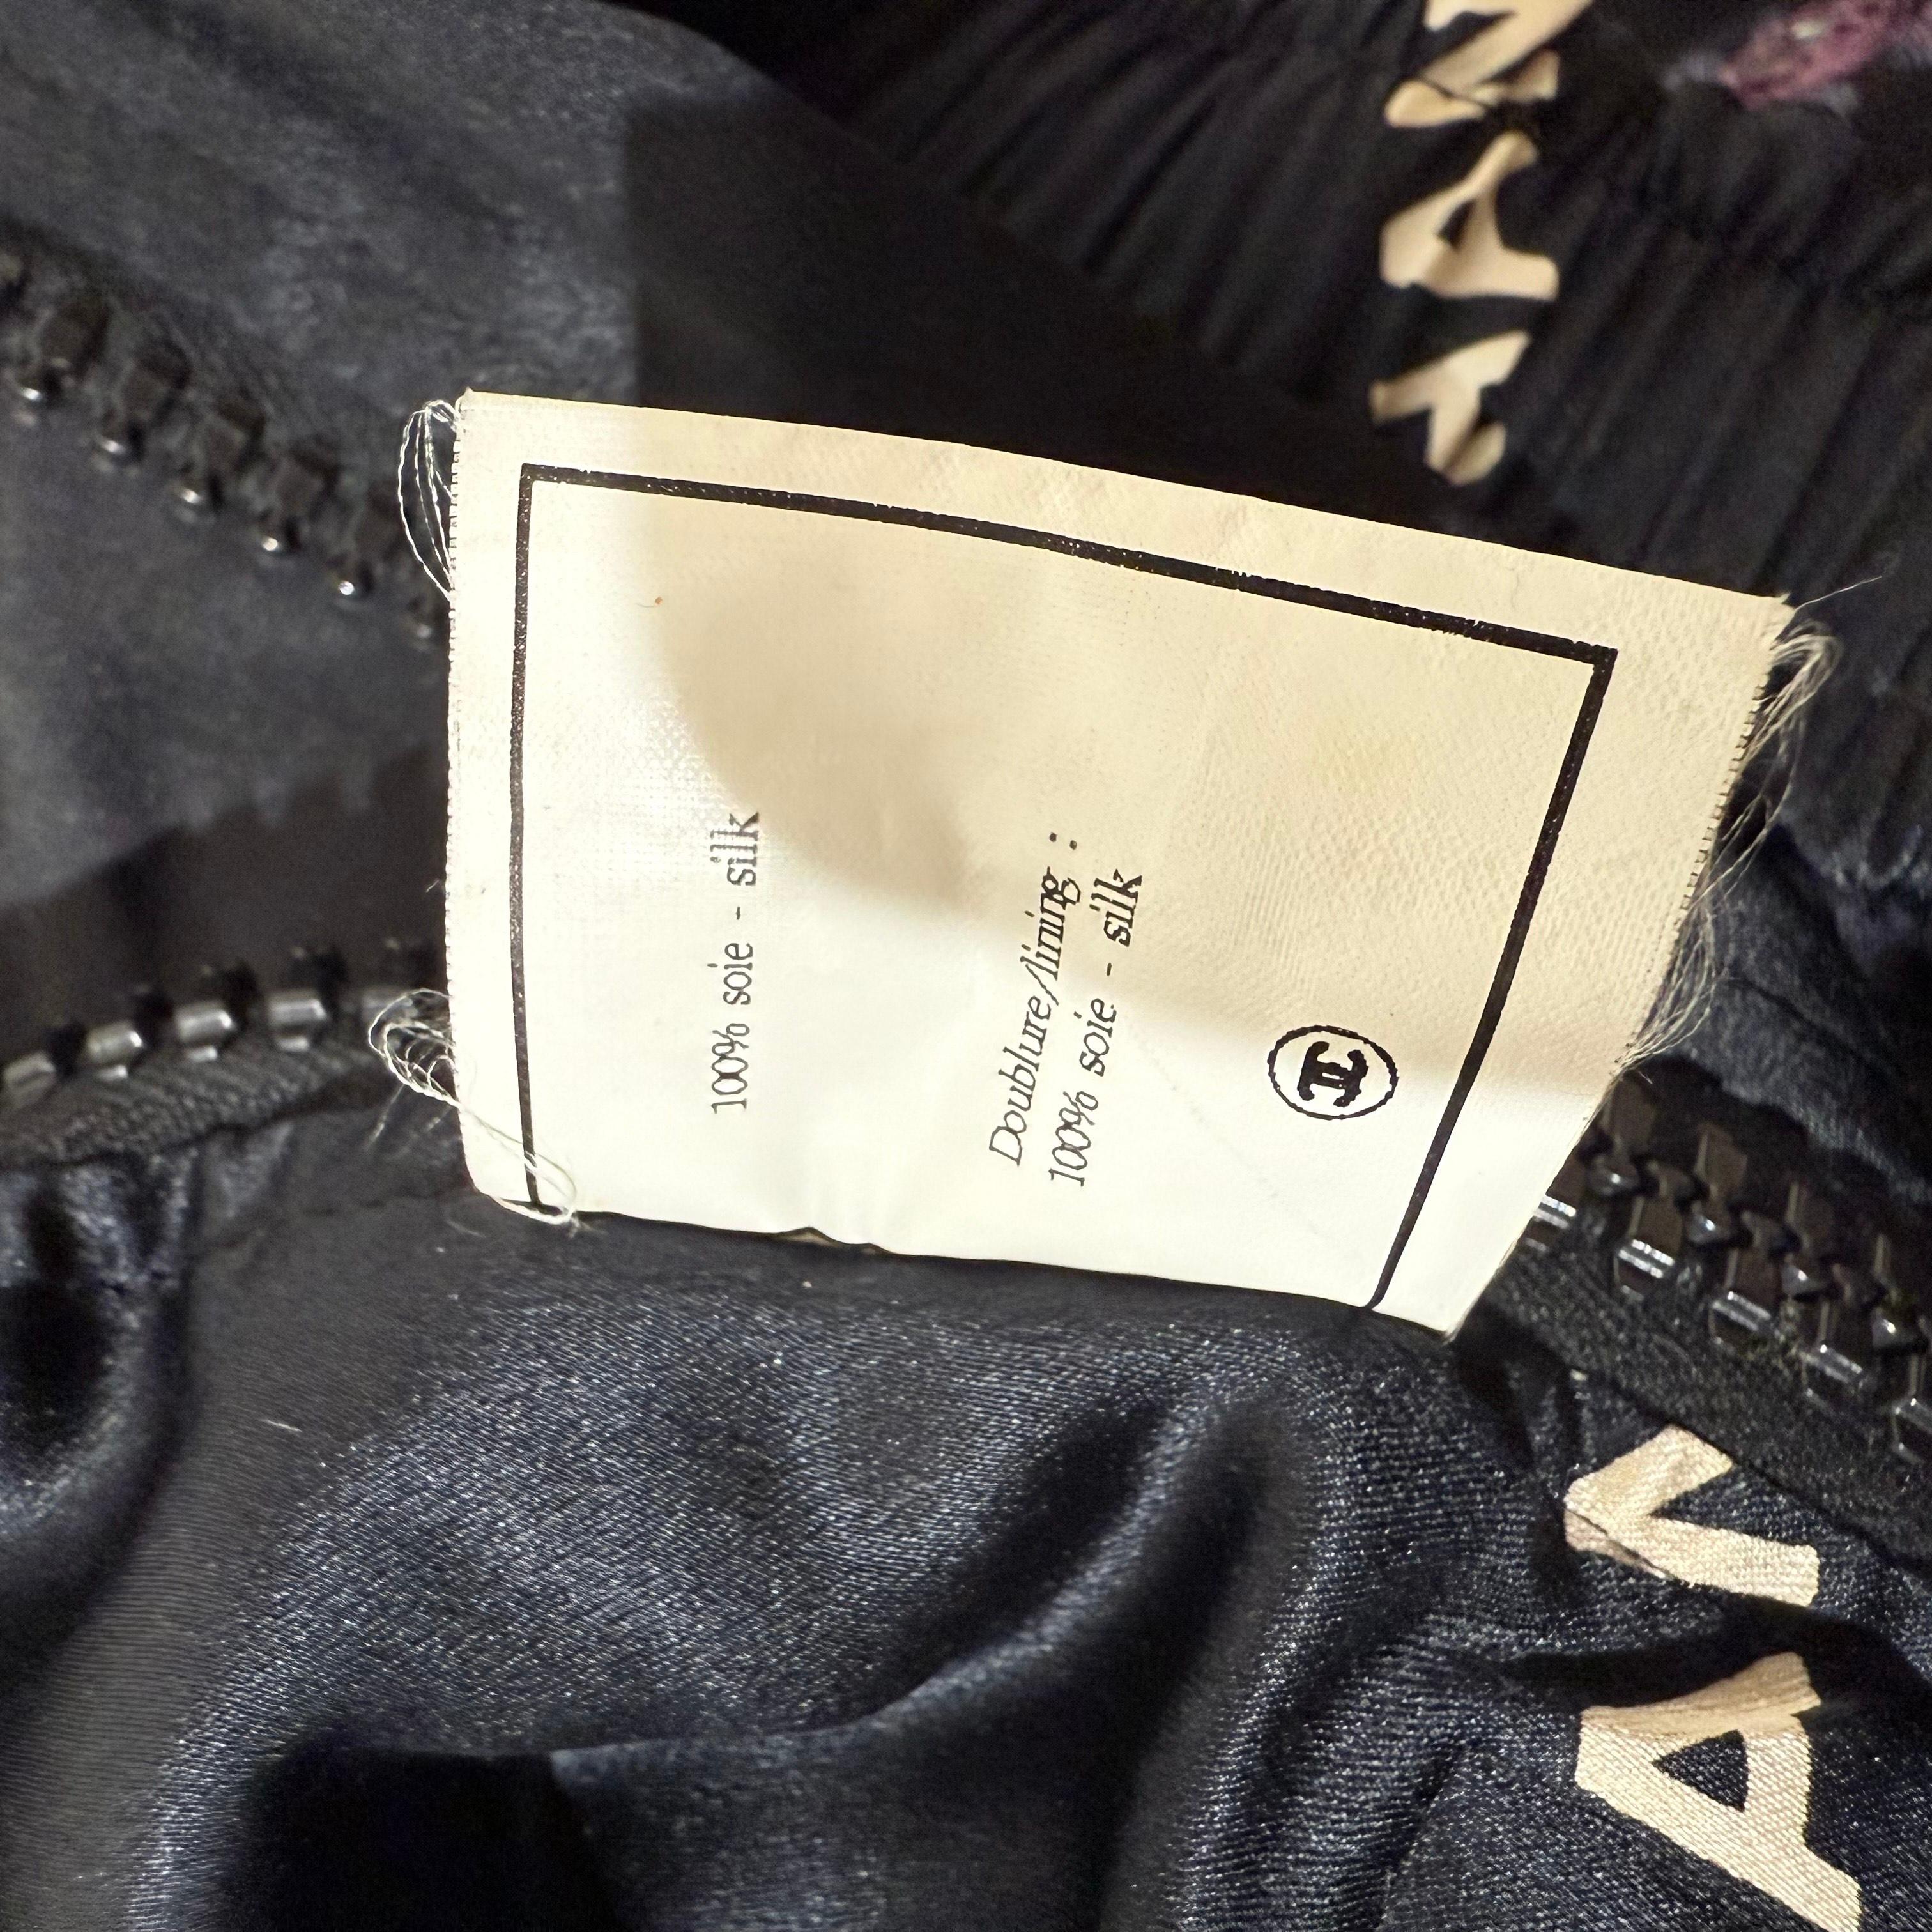 100% soie - silk
Doublure/lining :
100% soie - silk